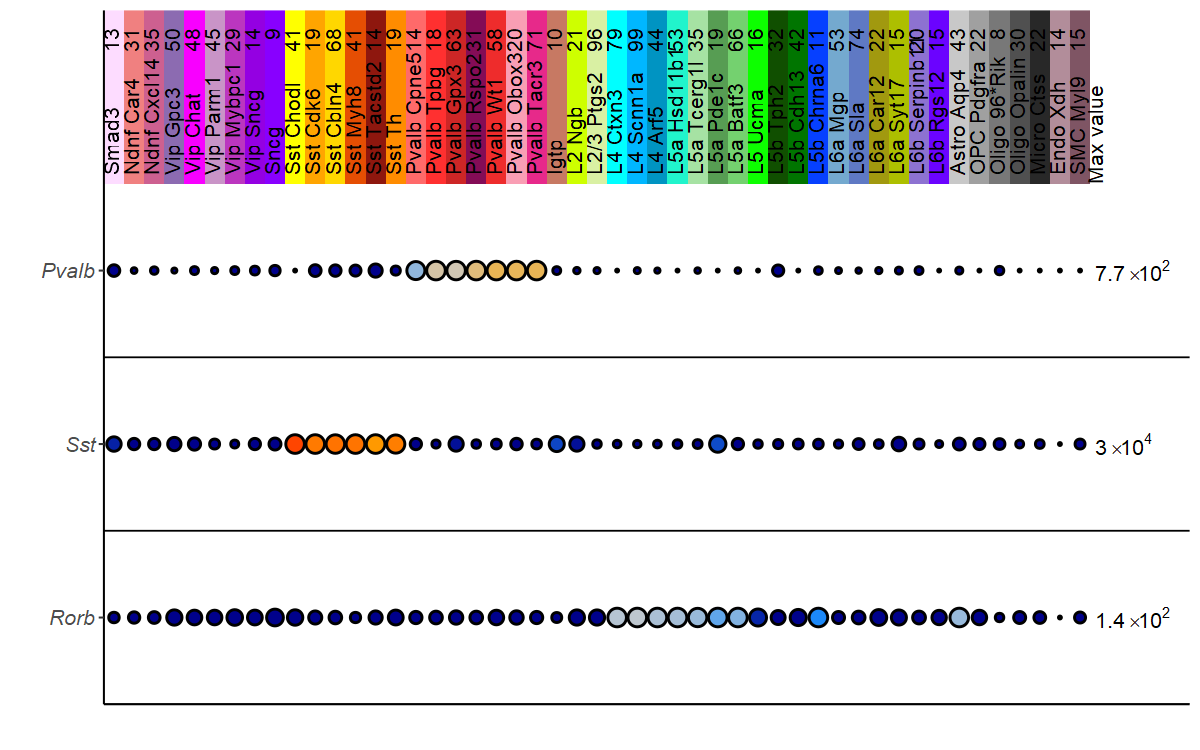 Smad3 13
Ndnf Car4 31
Ndnf Cxcl14 35
Vip Gpc3 50
Vip Chat 48
Vip Parm1 45
Vip Mybpc1 29
Vip Sncg 14
Sncg 9
Sst Chodl 41
Sst Cdk6 19
Sst Cbln4 68
Sst Myh8 41
Sst Tacstd2 14
Sst Th 19
Pvalb Cpne5 14
Pvalb Tpbg
Pvalb Gpx3 63
Pvalb Rspo2
Pvalb Wt1 58
Pvalb Obox3 20
Pvalb Tacr3 71
Igtp 10
L2 Ngb 21
L2/3 Ptgs2 96
L4 Ctxn3 79
L4 Scnn1a 99
L4 Arf5 44
L5a Hsd11b1 53
L5a Tcerg1l 35
L5a Pde1c 19
L5a Batf3 66
L5 Ucma 16
L5b Tph2 32
L5b Cdh13 42
L5b Chrna6 11
L6a Mgp 53
L6a Sla 74
L6a Car12 22
L6a Syt17 15
L6b Serpinb11
L6b Rgs12 15
Astro Aqp4 43
OPC Pdgfra 22
Oligo 96*Rik 8
Oligo Opalin 30
Micro Ctss 22
Endo Xdh 14
SMC Myl9 10
Max value
Pvalb 7.7 ×10²
Sst 3 ×10⁴
Rorb 1.4 ×10²